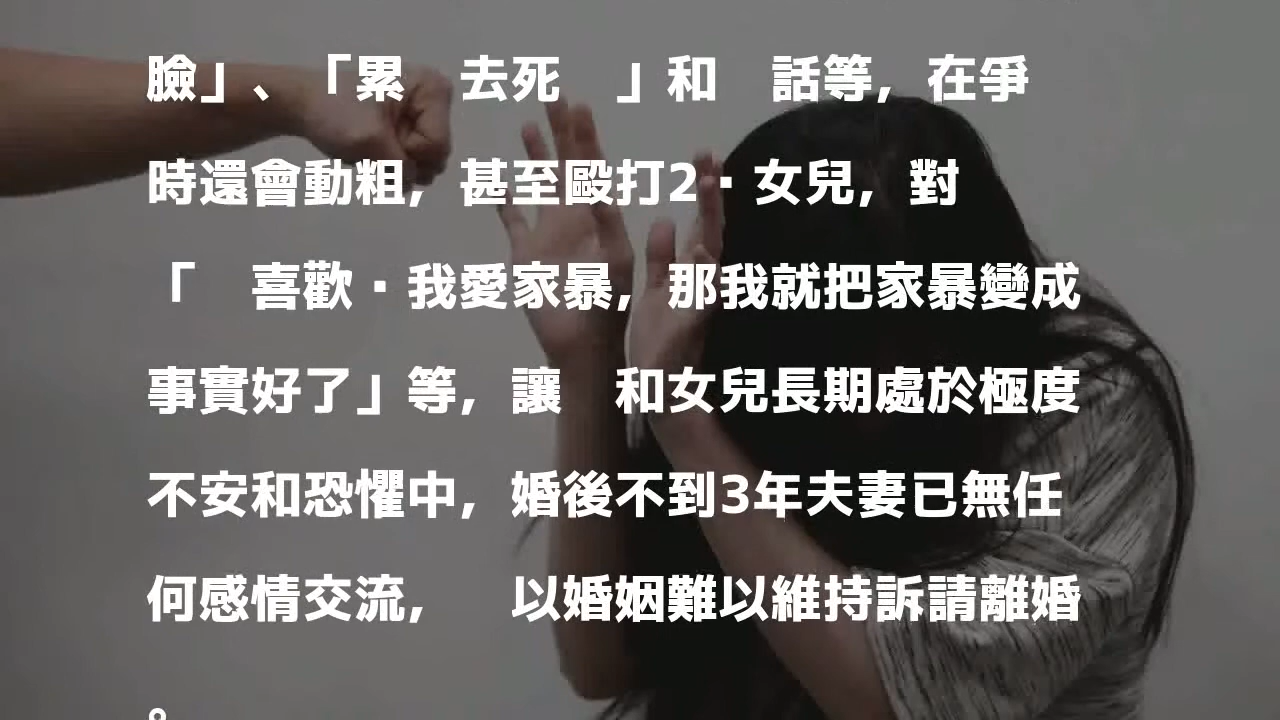 臉」、「累　去死　」和　話等，在爭
時還會動粗，甚至毆打2·女兒，對
「　喜歡·我愛家暴，那我就把家暴變成
事實好了」等，讓　和女兒長期處於極度
不安和恐懼中，婚後不到3年夫妻已無任
何感情交流，　以婚姻難以維持訴請離婚
。